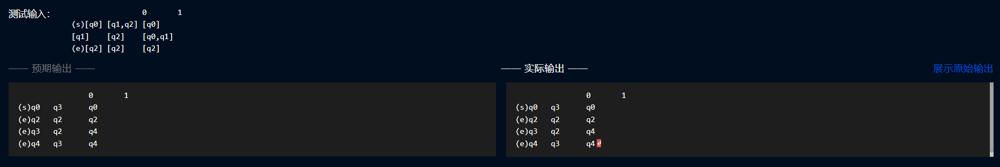 测试输入:
0 1
(s)[q0] [q1,q2] [q0]
[q1] [q2] [q0,q1]
(e)[q2] [q2] [q2]
—— 预期输出 ——
0 1
(s)q0 q3 q0
(e)q2 q2 q2
(e)q3 q2 q4
(e)q4 q3 q4
—— 实际输出 ——
展示原始输出
0 1
(s)q0 q3 q0
(e)q2 q2 q2
(e)q3 q2 q4
(e)q4 q3 q4↵